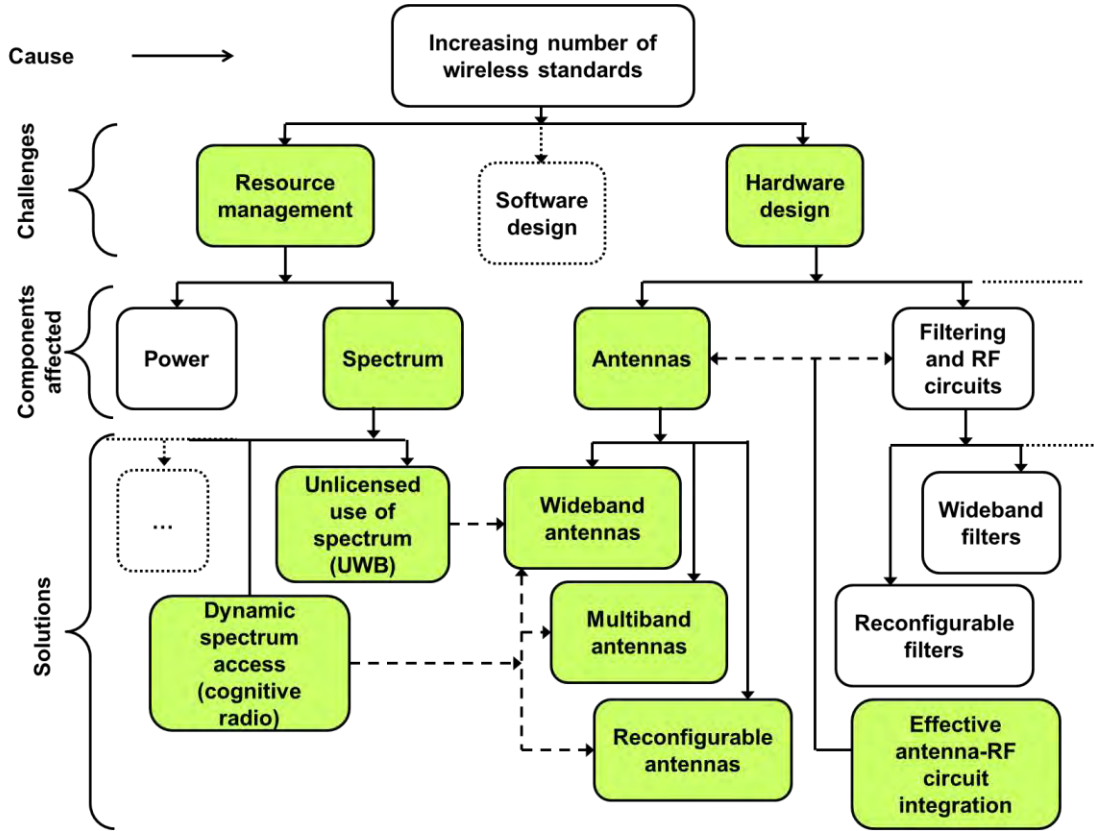 Cause
Increasing number of
wireless standards
Challenges
Resource
management
Software
design
Hardware
design
Components
affected
Power
Spectrum
Antennas
Filtering
and RF
circuits
Solutions
...
Unlicensed
use of
spectrum
(UWB)
Wideband
antennas
Wideband
filters
Dynamic
spectrum
access
(cognitive
radio)
Multiband
antennas
Reconfigurable
filters
Reconfigurable
antennas
Effective
antenna-RF
circuit
integration